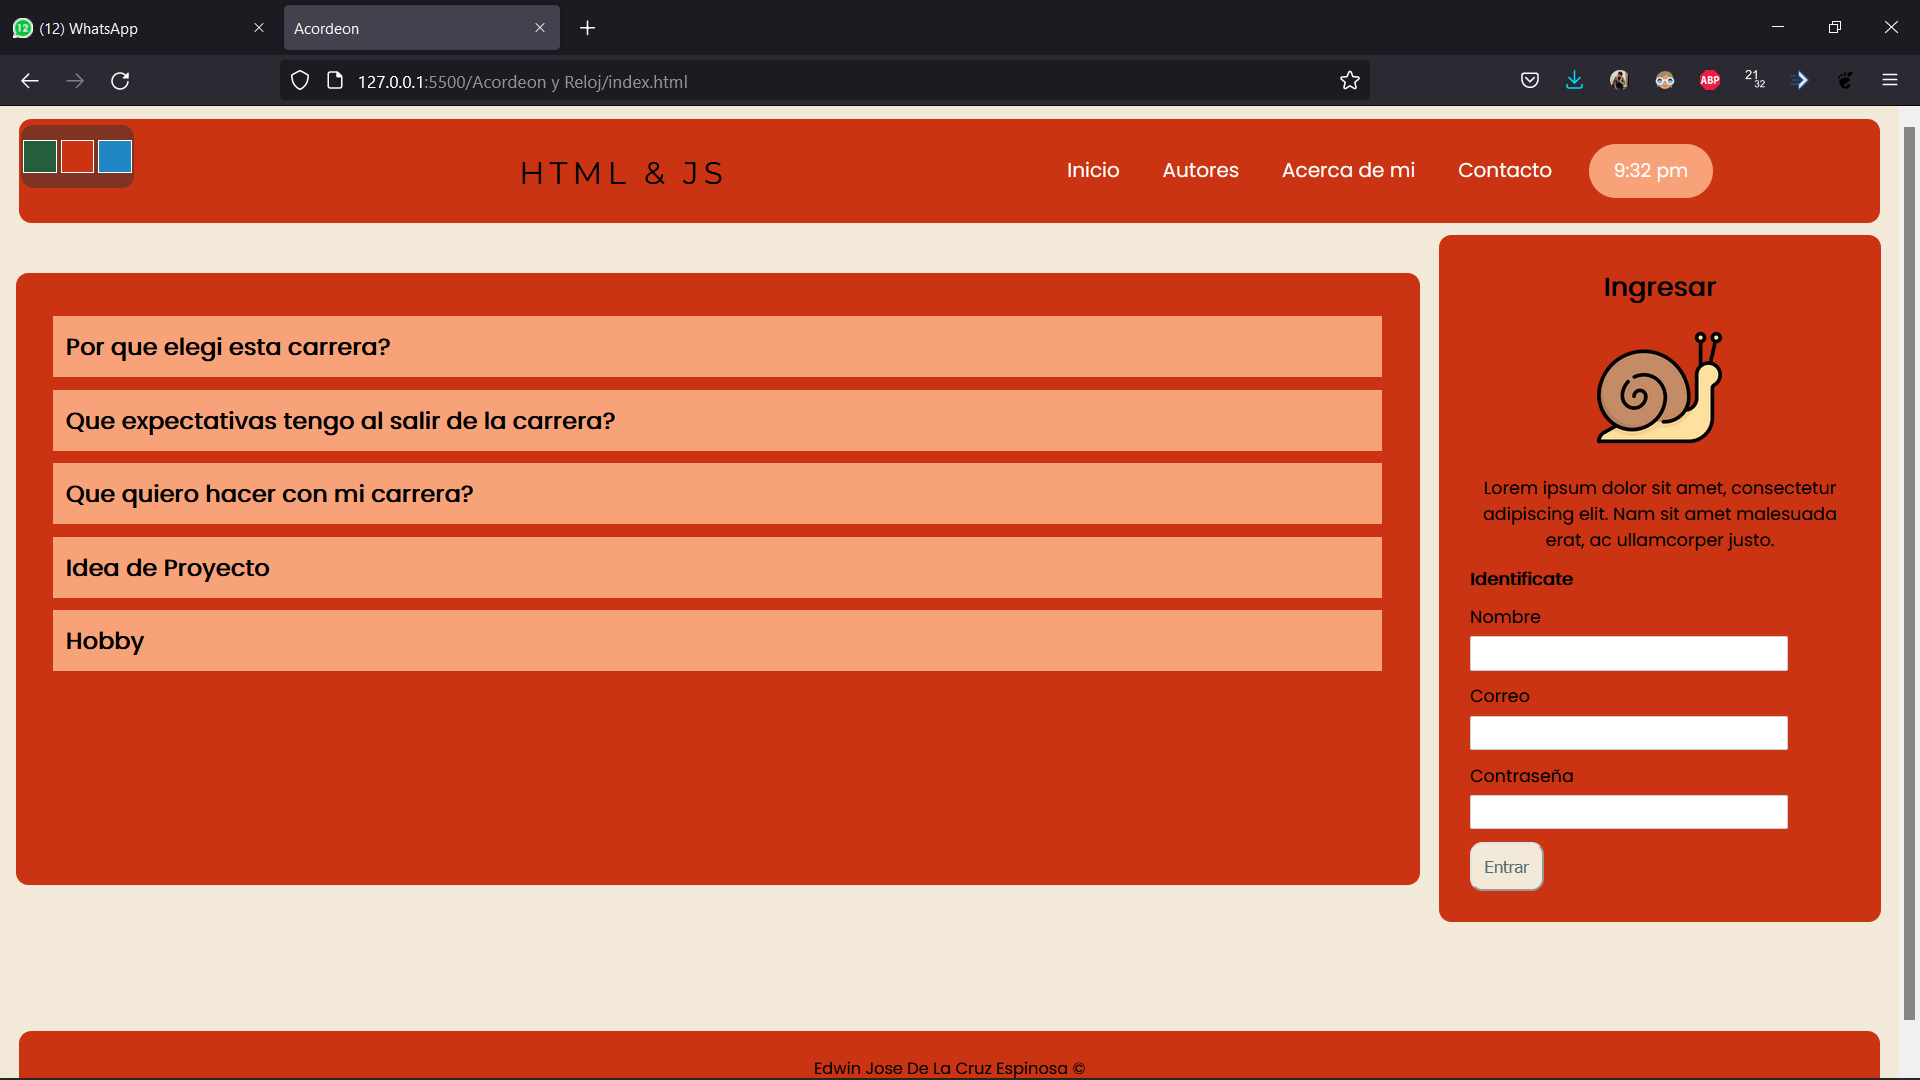 (12) WhatsApp
Acordeon
127.0.0.1:5500/Acordeon y Reloj/index.html
ABP
21
32
HTML & JS
Inicio
Autores
Acerca de mi
Contacto
9:32 pm
Por que elegi esta carrera?
Que expectativas tengo al salir de la carrera?
Que quiero hacer con mi carrera?
Idea de Proyecto
Hobby
Ingresar
Lorem ipsum dolor sit amet, consectetur
adipiscing elit. Nam sit amet malesuada
erat, ac ullamcorper justo.
Identificate
Nombre
Correo
Contraseña
Entrar
Edwin Jose De La Cruz Espinosa ©